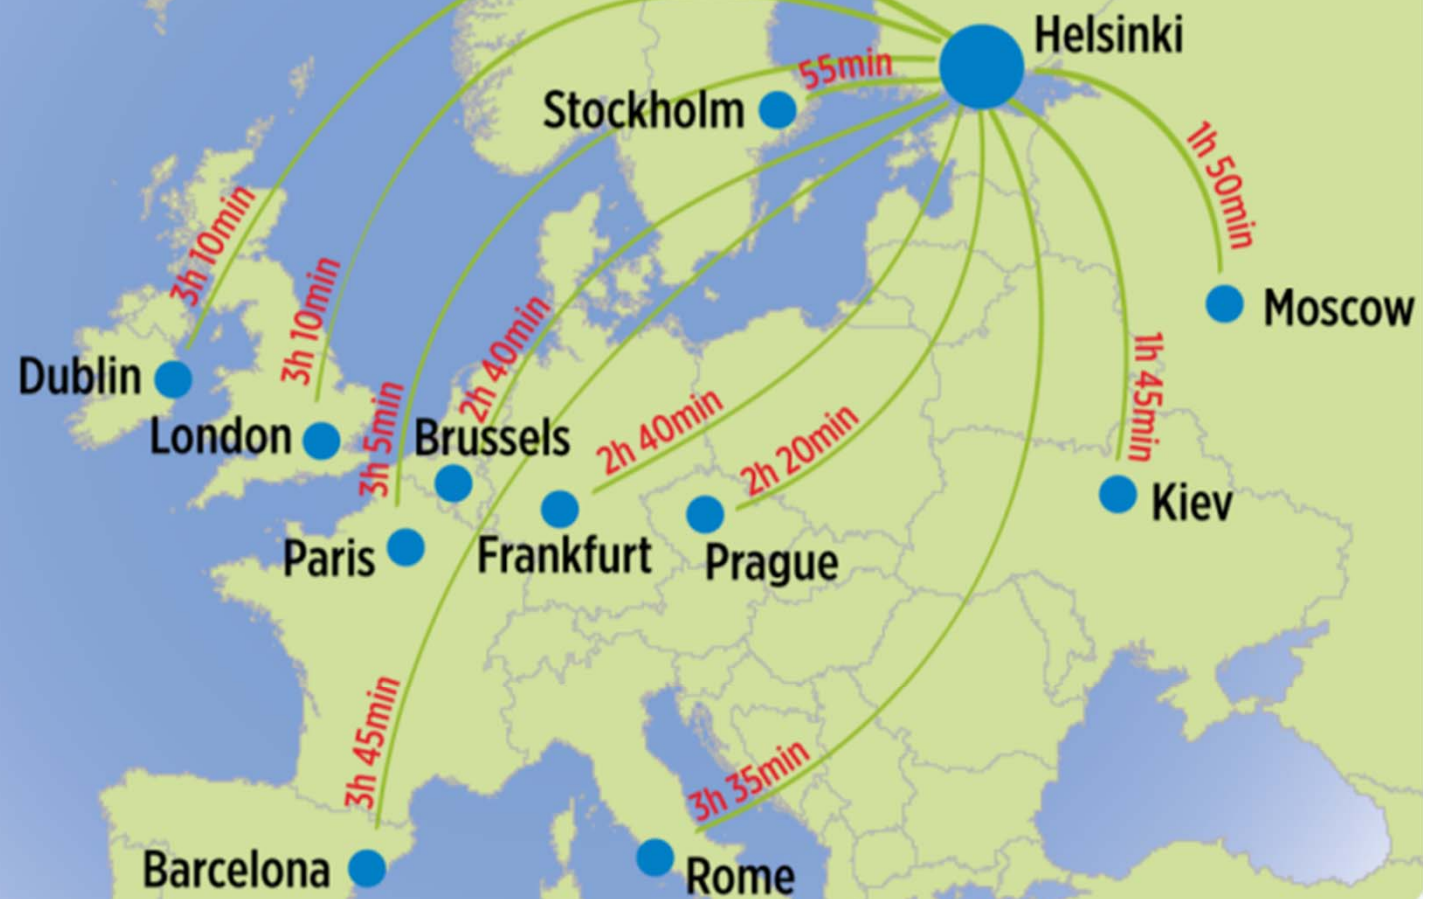 Helsinki
55min
Stockholm
1h 50min
3h 10min
3h 10min
Moscow
2h 40min
1h 45min
Dublin
3h 5min
London
Brussels
2h 40min
2h 20min
Kiev
Paris
Frankfurt
Prague
3h 45min
3h 35min
Barcelona
Rome